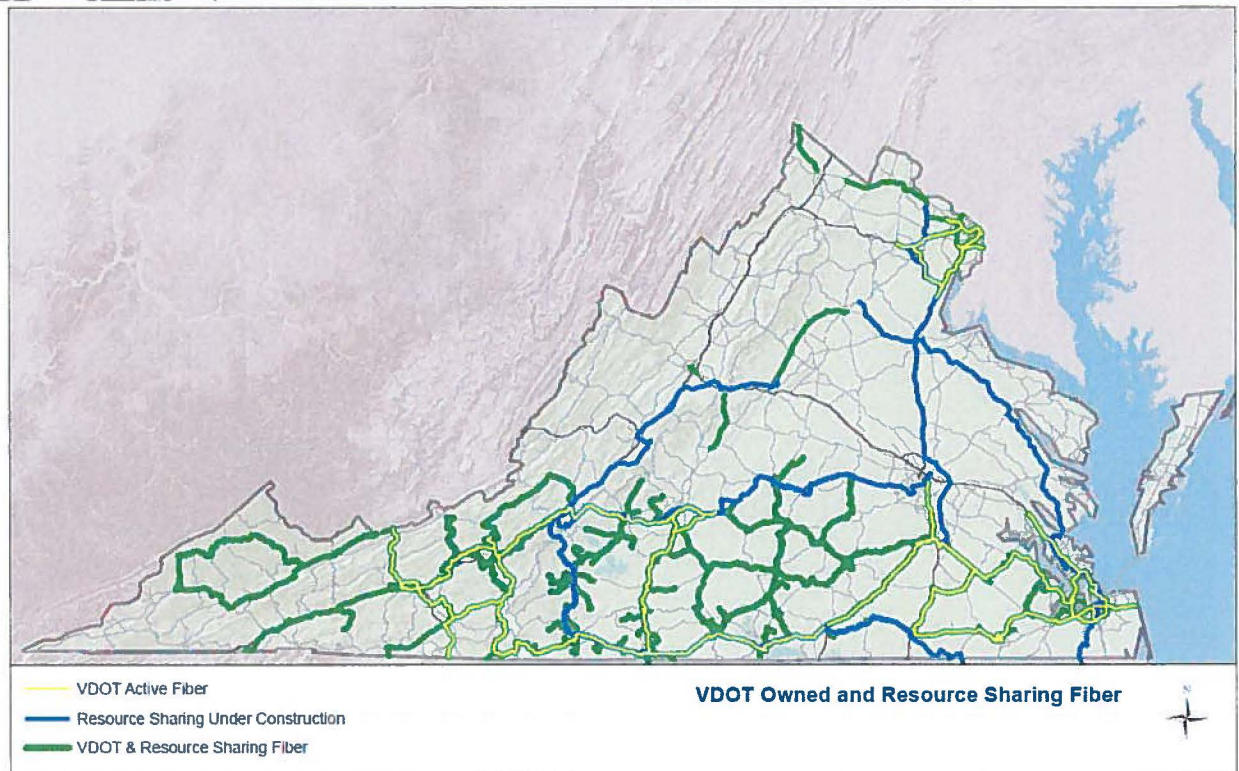 VDOT Active Fiber
Resource Sharing Under Construction
VDOT & Resource Sharing Fiber
VDOT Owned and Resource Sharing Fiber
N